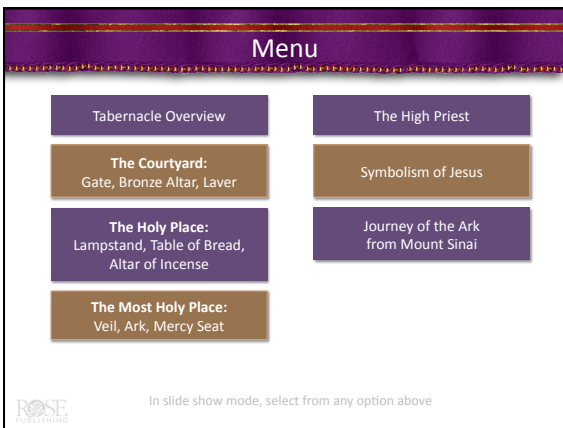 Menu
Tabernacle Overview
The Courtyard:
Gate, Bronze Altar, Laver
The Holy Place:
Lampstand, Table of Bread,
Altar of Incense
The Most Holy Place:
Veil, Ark, Mercy Seat
The High Priest
Symbolism of Jesus
Journey of the Ark
from Mount Sinai
In slide show mode, select from any option above
ROSE
PUBLISHING